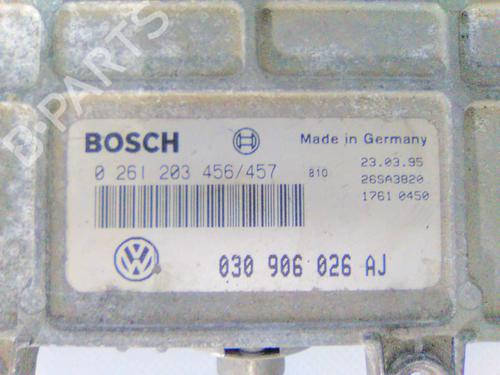 B-PARTS
BOSCH
Made in Germany
0 261 203 456/457 810
23.03.95
26SA3820
1761 0450
030 906 026 AJ